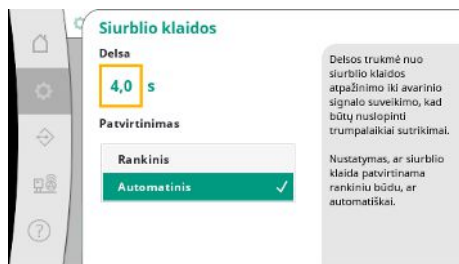 Siurblio klaidos
Delsa
4,0 s
Patvirtinimas
Rankinis
Automatinis
Delsos trukmė nuo
siurblio klaidos
atpažinimo iki avarinio
signalo suveikimo, kad
būtų nuslopinti
trumpalaikiai sutrikimai.
Nustatymas, ar siurblio
klaida patvirtinama
rankiniu būdu, ar
automatiškai.